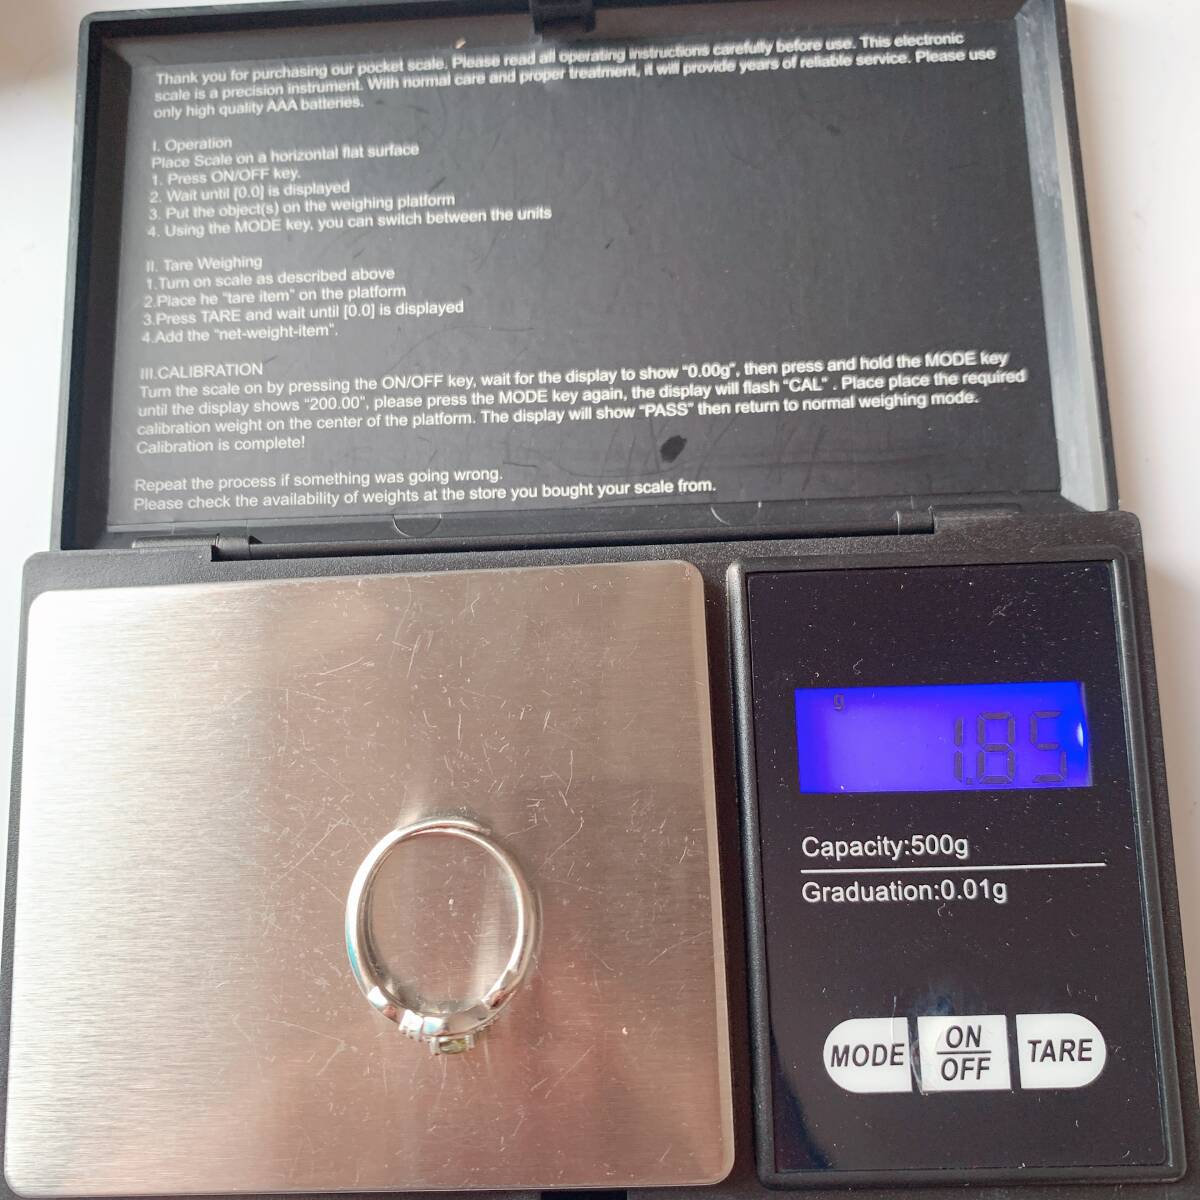 Thank you for purchasing our pocket scale. Please read all operating instructions carefully before use. This electronic
scale is a precision instrument. With normal care and proper treatment, it will provide years of reliable service. Please use
only high quality AAA batteries.
I. Operation
Place Scale on a horizontal flat surface
1. Press ON/OFF key.
2. Wait until [0.0] is displayed
3. Put the object(s) on the weighing platform
4. Using the MODE key, you can switch between the units
II. Tare Weighing
1.Turn on scale as described above
2.Place he "tare item" on the platform
3.Press TARE and wait until [0.0] is displayed
4.Add the "net-weight-item".
III.CALIBRATION
Turn the scale on by pressing the ON/OFF key, wait for the display to show "0.00g", then press and hold the MODE key
until the display shows "200.00", please press the MODE key again, the display will flash "CAL" . Place place the required
calibration weight on the center of the platform. The display will show "PASS" then return to normal weighing mode.
Calibration is complete!
Repeat the process if something was going wrong.
Please check the availability of weights at the store you bought your scale from.
g
1.85
Capacity:500g
Graduation:0.01g
MODE
ON
OFF
TARE